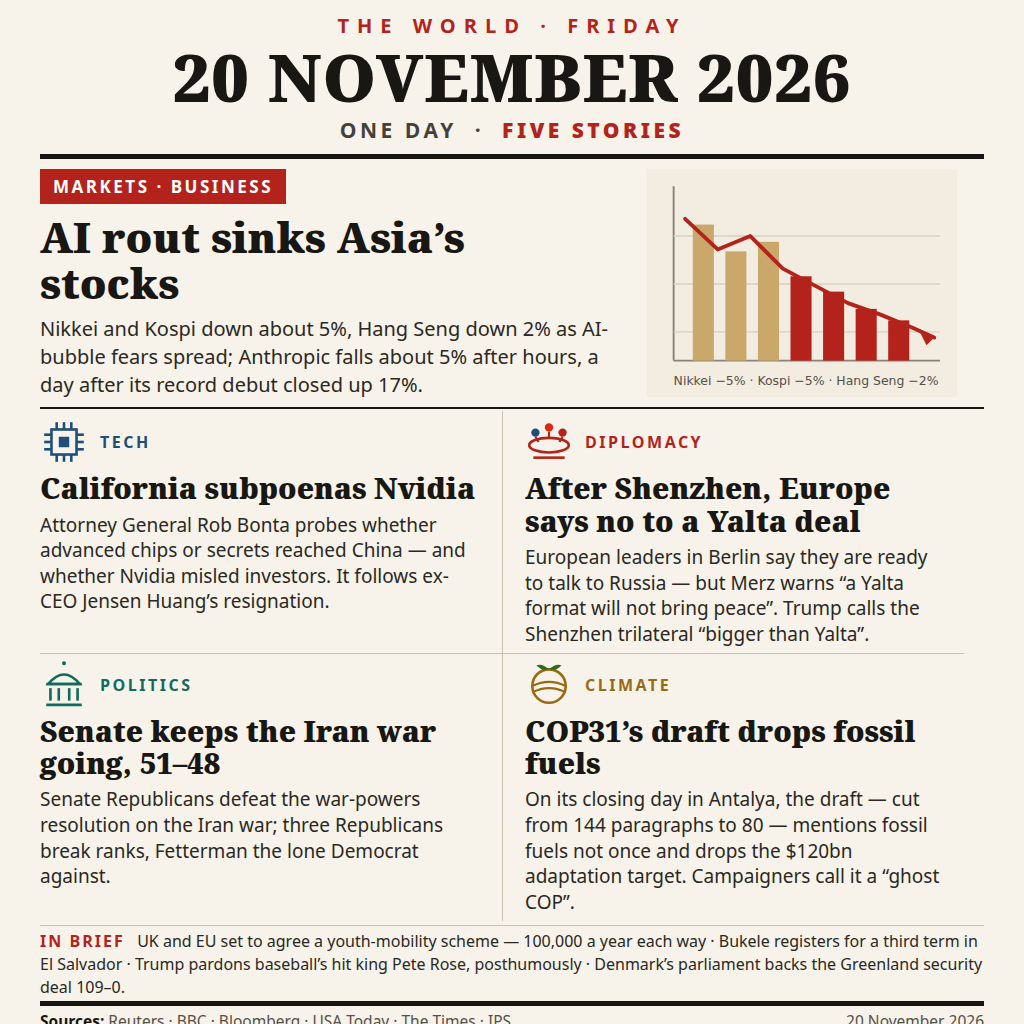 THE WORLD · FRIDAY
20 NOVEMBER 2026
ONE DAY · FIVE STORIES
MARKETS · BUSINESS
AI rout sinks Asia’s
stocks
Nikkei and Kospi down about 5%, Hang Seng down 2% as AI-
bubble fears spread; Anthropic falls about 5% after hours, a
day after its record debut closed up 17%.
Nikkei −5% · Kospi −5% · Hang Seng −2%
TECH
California subpoenas Nvidia
Attorney General Rob Bonta probes whether
advanced chips or secrets reached China — and
whether Nvidia misled investors. It follows ex-
CEO Jensen Huang’s resignation.
DIPLOMACY
After Shenzhen, Europe
says no to a Yalta deal
European leaders in Berlin say they are ready
to talk to Russia — but Merz warns “a Yalta
format will not bring peace”. Trump calls the
Shenzhen trilateral “bigger than Yalta”.
POLITICS
Senate keeps the Iran war
going, 51–48
Senate Republicans defeat the war-powers
resolution on the Iran war; three Republicans
break ranks, Fetterman the lone Democrat
against.
CLIMATE
COP31’s draft drops fossil
fuels
On its closing day in Antalya, the draft — cut
from 144 paragraphs to 80 — mentions fossil
fuels not once and drops the $120bn
adaptation target. Campaigners call it a “ghost
COP”.
IN BRIEF UK and EU set to agree a youth-mobility scheme — 100,000 a year each way · Bukele registers for a third term in
El Salvador · Trump pardons baseball’s hit king Pete Rose, posthumously · Denmark’s parliament backs the Greenland security
deal 109–0.
Sources: Reuters · BBC · Bloomberg · USA Today · The Times · IPS
20 November 2026